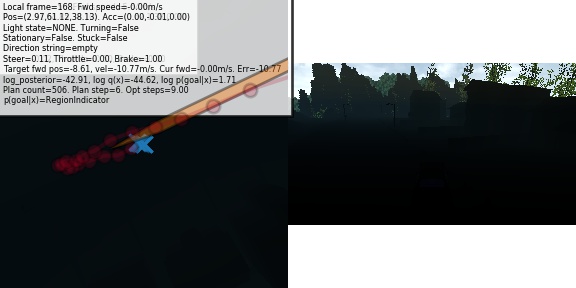 Local frame=168. Fwd speed=-0.00m/s
Pos=(2.97,61.12,38.13). Acc=(0.00,-0.01,0.00)
Light state=NONE. Turning=False
Stationary=False. Stuck=False
Direction string=empty
Steer=0.11, Throttle=0.00, Brake=1.00
Target fwd pos=-8.61, vel=-10.77m/s. Cur fwd=-0.00m/s. Err=-10.77
log_posterior=-42.91, log q(x)=-44.62, log p(goal|x)=1.71
Plan count=506. Plan step=6. Opt steps=9.00
p(goal|x)=RegionIndicator